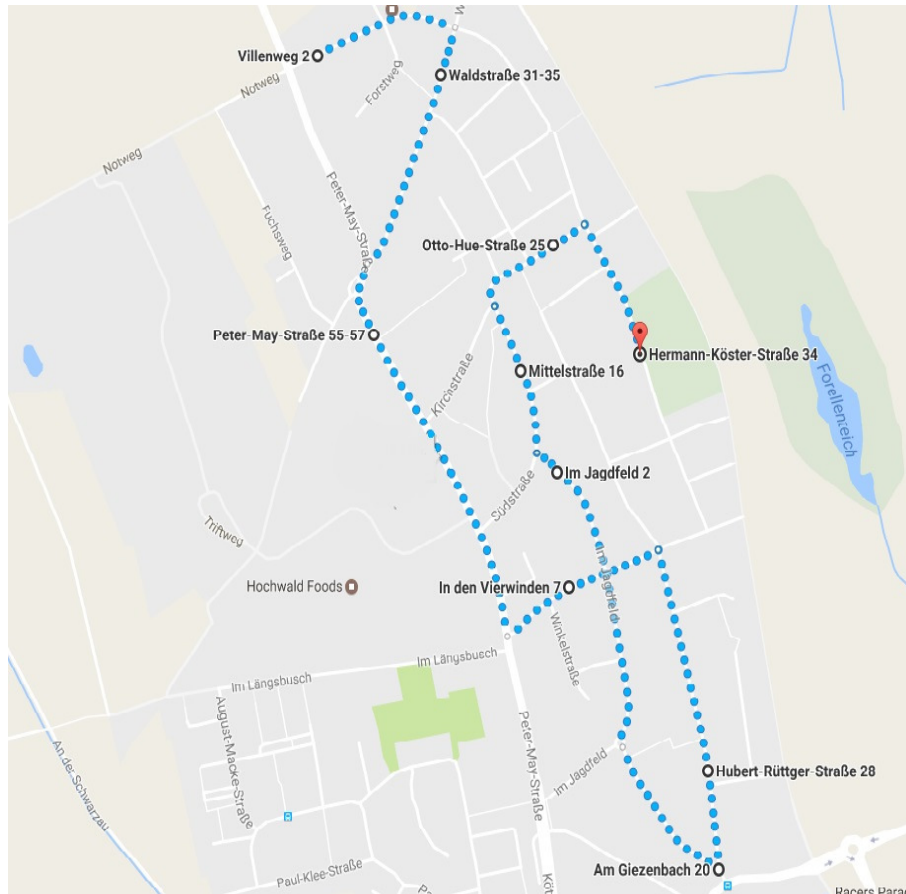 Villenweg 2
Waldstraße 31-35
Forstweg
Notweg
Notweg
Peter-May-Straße
Fuchsweg
Otto-Hue-Straße 25
Peter-May-Straße 55-57
Hermann-Köster-Straße 34
Mittelstraße 16
Kirchstraße
Forellenteich
Im Jagdfeld 2
Südstraße
Triftweg
Im Jagdfeld
Hochwald Foods
In den Vierwinden 7
Winkelstraße
Im Längsbusch
Im Längsbusch
August-Macke-Straße
Peter-May-Straße
Im Jagdfeld
An der Schwarzau
Hubert-Rüttger-Straße 28
Am Giezenbach 20
Paul-Klee-Straße